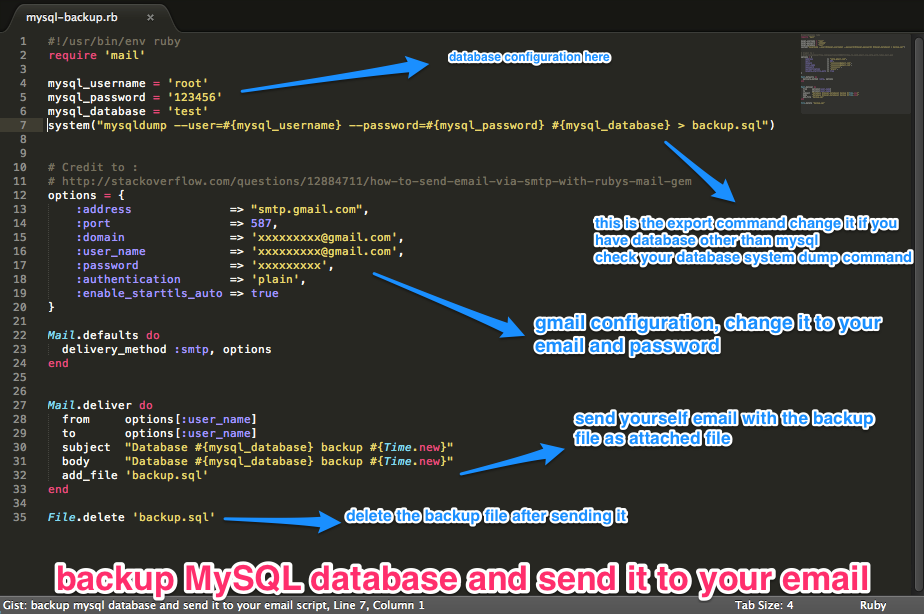 mysql-backup.rb ×
1 #!/usr/bin/env ruby
2 require 'mail'
3
4 mysql_username = 'root'
5 mysql_password = '123456'
6 mysql_database = 'test'
7 system("mysqldump --user=#{mysql_username} --password=#{mysql_password} #{mysql_database} > backup.sql")
8
9
10 # Credit to :
11 # http://stackoverflow.com/questions/12884711/how-to-send-email-via-smtp-with-rubys-mail-gem
12 options = {
13 :address => "smtp.gmail.com",
14 :port => 587,
15 :domain => 'xxxxxxxxx@gmail.com',
16 :user_name => 'xxxxxxxxx@gmail.com',
17 :password => 'xxxxxxxxx',
18 :authentication => 'plain',
19 :enable_starttls_auto => true
20 }
21
22 Mail.defaults do
23 delivery_method :smtp, options
24 end
25
26
27 Mail.deliver do
28 from options[:user_name]
29 to options[:user_name]
30 subject "Database #{mysql_database} backup #{Time.new}"
31 body "Database #{mysql_database} backup #{Time.new}"
32 add_file 'backup.sql'
33 end
34
35 File.delete 'backup.sql'
database configuration here
this is the export command change it if you
have database other than mysql
check your database system dump command
gmail configuration, change it to your
email and password
send yourself email with the backup
file as attached file
delete the backup file after sending it
backup MySQL database and send it to your email
Gist: backup mysql database and send it to your email script, Line 7, Column 1 Tab Size: 4 Ruby